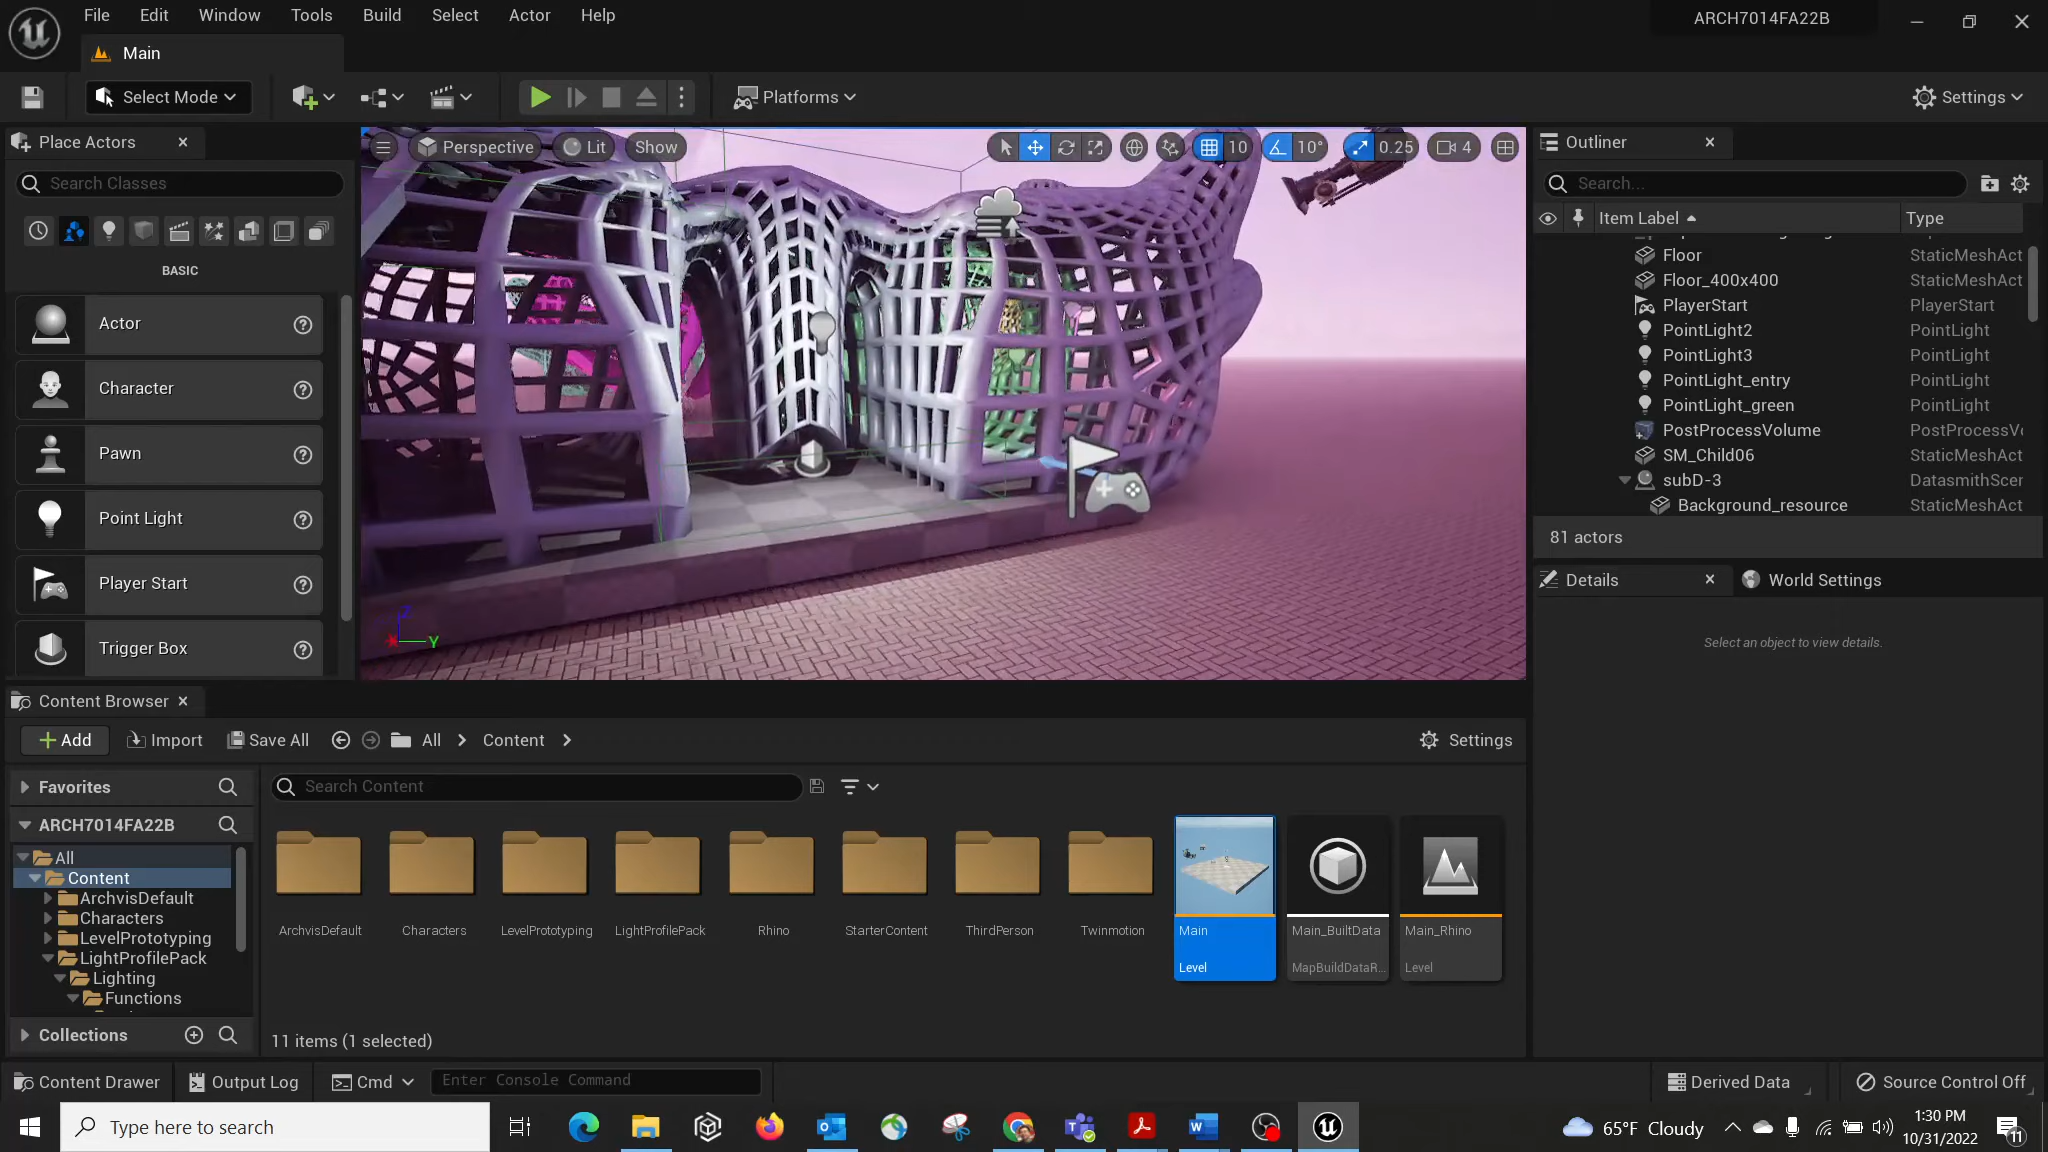 File Edit Window Tools Build Select Actor Help
ARCH7014FA22B
Main
Select Mode
Platforms
Settings
Place Actors
Search Classes
BASIC
Actor
Character
Pawn
Point Light
Player Start
Trigger Box
Perspective Lit Show
10 10° 0.25 4
Z
X
Y
Outliner
Search...
Item Label Type
Floor StaticMeshAct
Floor_400x400 StaticMeshAct
PlayerStart PlayerStart
PointLight2 PointLight
PointLight3 PointLight
PointLight_entry PointLight
PointLight_green PointLight
PostProcessVolume PostProcessV
SM_Child06 StaticMeshAct
subD-3 DatasmithScer
Background_resource StaticMeshAct
81 actors
Details World Settings
Select an object to view details.
Content Browser
Add Import Save All All Content Settings
Favorites
Search Content
ARCH7014FA22B
All
Content
ArchvisDefault
Characters
LevelPrototyping
LightProfilePack
Lighting
Functions
Collections
ArchvisDefault Characters LevelPrototyping LightProfilePack Rhino StarterContent ThirdPerson Twinmotion
Main
Level
Main_BuiltData
MapBuildDataR...
Main_Rhino
Level
11 items (1 selected)
Content Drawer Output Log Cmd Enter Console Command Derived Data Source Control Off
Type here to search
65°F Cloudy
1:30 PM
10/31/2022
11